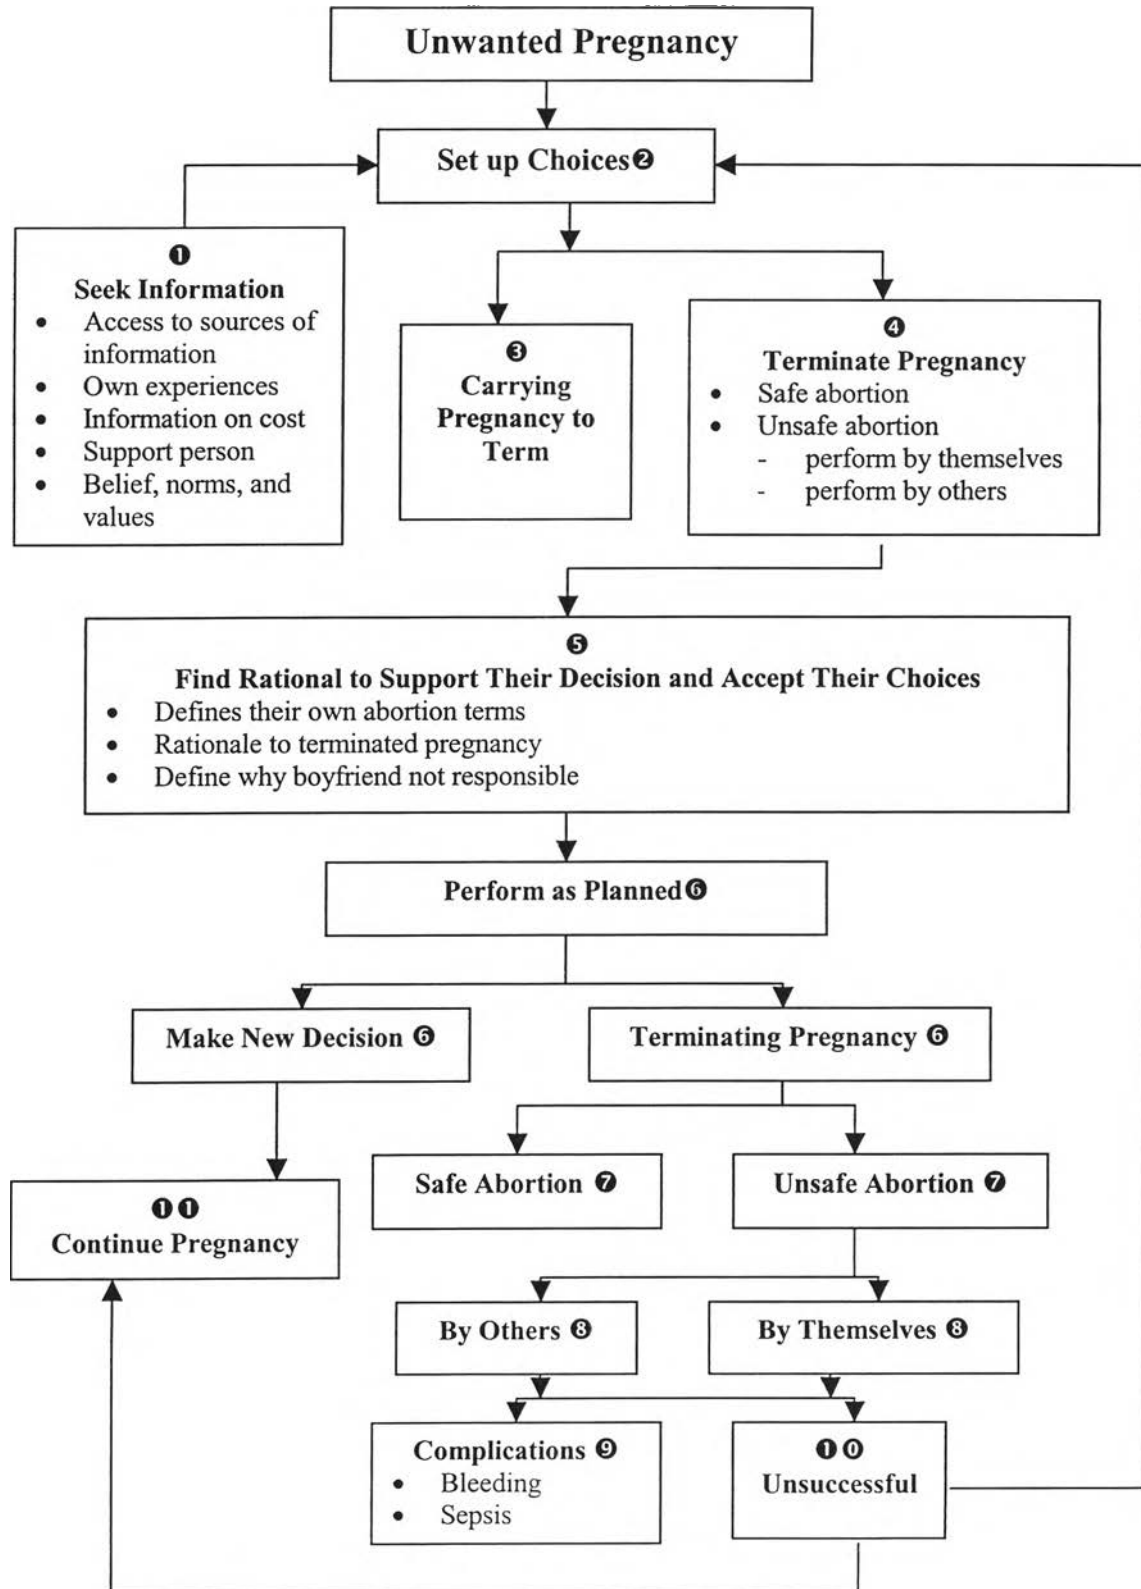 Unwanted Pregnancy
Set up Choices❷
❶
Seek Information
• Access to sources of
information
• Own experiences
• Information on cost
• Support person
• Belief, norms, and
values
❸
Carrying
Pregnancy to
Term
❹
Terminate Pregnancy
• Safe abortion
• Unsafe abortion
- perform by themselves
- perform by others
❺
Find Rational to Support Their Decision and Accept Their Choices
• Defines their own abortion terms
• Rationale to terminated pregnancy
• Define why boyfriend not responsible
Perform as Planned❻
Make New Decision ❻
Terminating Pregnancy ❻
Safe Abortion ❼
Unsafe Abortion ❼
❶❶
Continue Pregnancy
By Others ❽
By Themselves ❽
Complications ❾
• Bleeding
• Sepsis
❶⓿
Unsuccessful